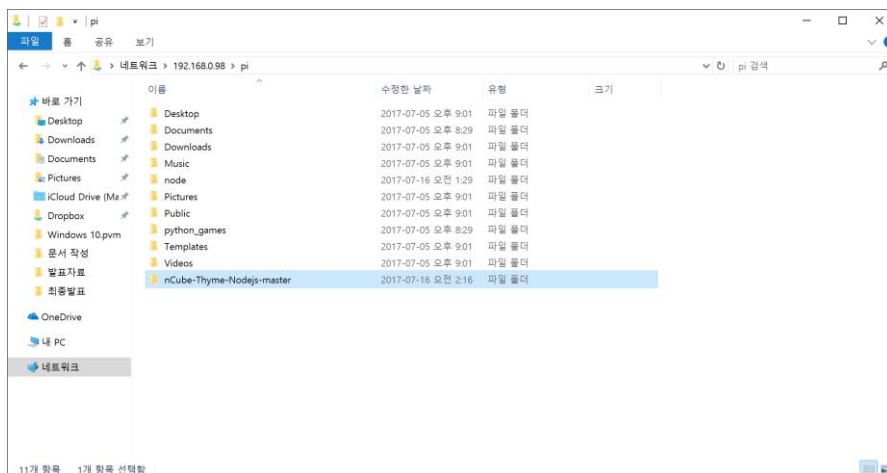 pi
파일 홈 공유 보기
네트워크 > 192.168.0.98 > pi
pi 검색
이름 수정한 날짜 유형 크기
바로 가기
Desktop
Downloads
Documents
Pictures
iCloud Drive (Ma
Dropbox
Windows 10.pvm
문서 작성
발표자료
최종발표
OneDrive
내 PC
네트워크
Desktop 2017-07-05 오후 9:01 파일 폴더
Documents 2017-07-05 오후 8:29 파일 폴더
Downloads 2017-07-05 오후 9:01 파일 폴더
Music 2017-07-05 오후 9:01 파일 폴더
node 2017-07-16 오전 1:29 파일 폴더
Pictures 2017-07-05 오후 9:01 파일 폴더
Public 2017-07-05 오후 9:01 파일 폴더
python_games 2017-07-05 오후 8:29 파일 폴더
Templates 2017-07-05 오후 9:01 파일 폴더
Videos 2017-07-05 오후 9:01 파일 폴더
nCube-Thyme-Nodejs-master 2017-07-16 오전 2:16 파일 폴더
11개 항목 1개 항목 선택함